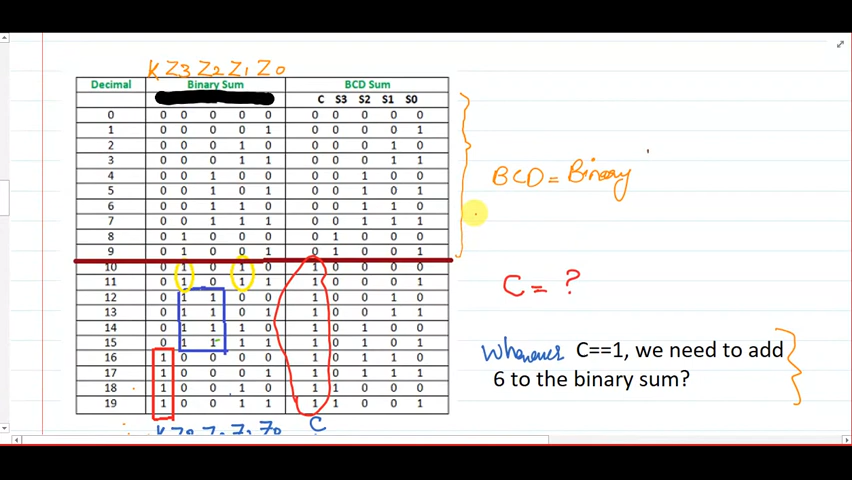 K Z3 Z2 Z1 Z0
Decimal Binary Sum BCD Sum
C S3 S2 S1 S0
0 0 0 0 0 0 0 0 0 0 0
1 0 0 0 0 1 0 0 0 0 1
2 0 0 0 1 0 0 0 0 1 0
3 0 0 0 1 1 0 0 0 1 1
4 0 0 1 0 0 0 0 1 0 0
5 0 0 1 0 1 0 0 1 0 1
6 0 0 1 1 0 0 0 1 1 0
7 0 0 1 1 1 0 0 1 1 1
8 0 1 0 0 0 0 1 0 0 0
9 0 1 0 0 1 0 1 0 0 1
BCD = Binary
10 0 1 0 1 0 1 0 0 0 0
11 0 1 0 1 1 1 0 0 0 1
12 0 1 1 0 0 1 0 0 1 0
13 0 1 1 0 1 1 0 0 1 1
14 0 1 1 1 0 1 0 1 0 0
15 0 1 1 1 1 1 0 1 0 1
16 1 0 0 0 0 1 0 1 1 0
17 1 0 0 0 1 1 0 1 1 1
18 1 0 0 1 0 1 1 0 0 0
19 1 0 0 1 1 1 1 0 0 1
C = ?
Whenever C==1, we need to add
6 to the binary sum?
K Z1 Z0 C